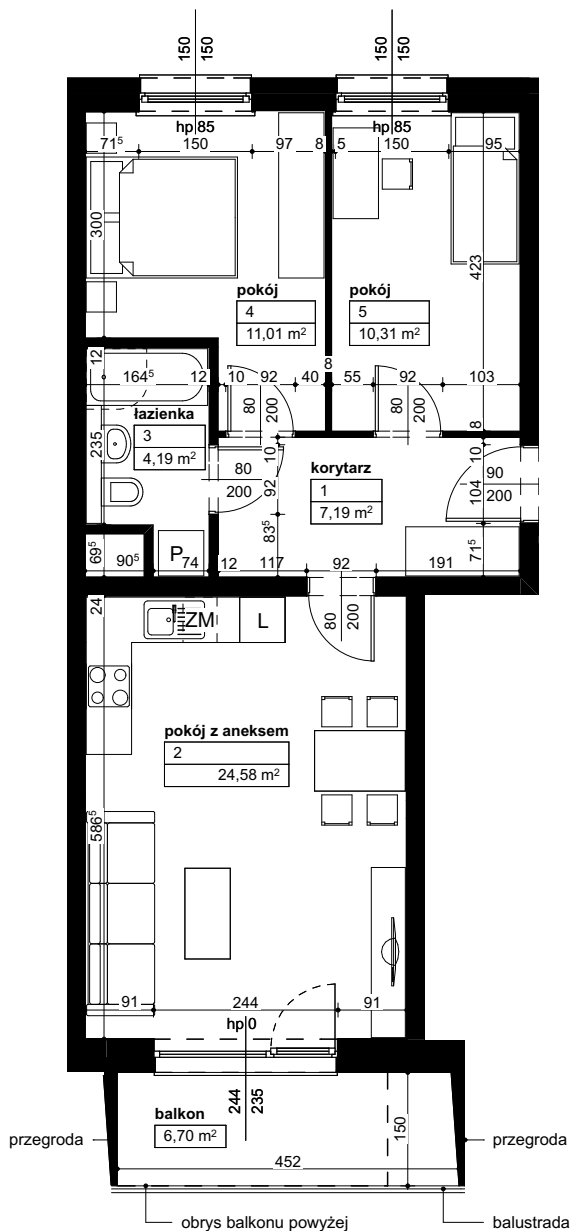 150 150
150 150
hp 85
hp 85
71⁵ 150 97 8 5 150 95
300
423
pokój
4
11,01 m²
pokój
5
10,31 m²
12
164⁵ 12 10 92 40 8 55 92 103
80 200
80 200
8
łazienka
3
4,19 m²
235
10
92
83⁵
80
200
korytarz
1
7,19 m²
10
104
71⁵
90
200
69⁵
90⁵
P
74
12 117 92 191
80 200
24
ZM
L
pokój z aneksem
2
24,58 m²
586⁵
91 244 91
hp 0
244 235
balkon
6,70 m²
150
przegroda
przegroda
452
obrys balkonu powyżej
balustrada